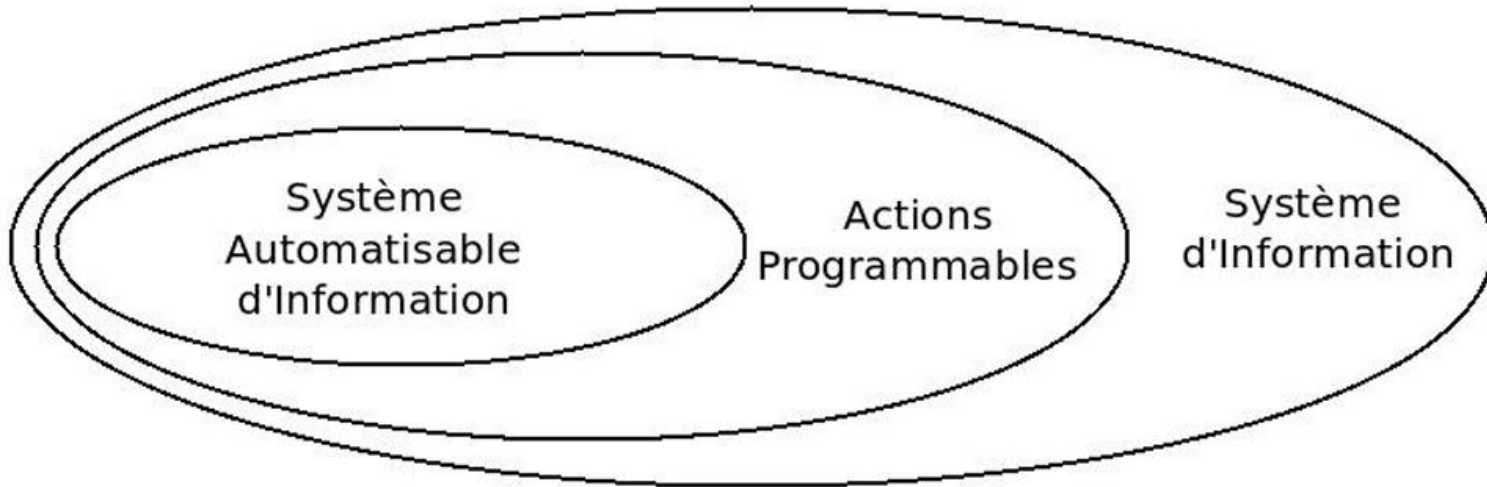 Système
Automatisable
d'Information
Actions
Programmables
Système
d'Information